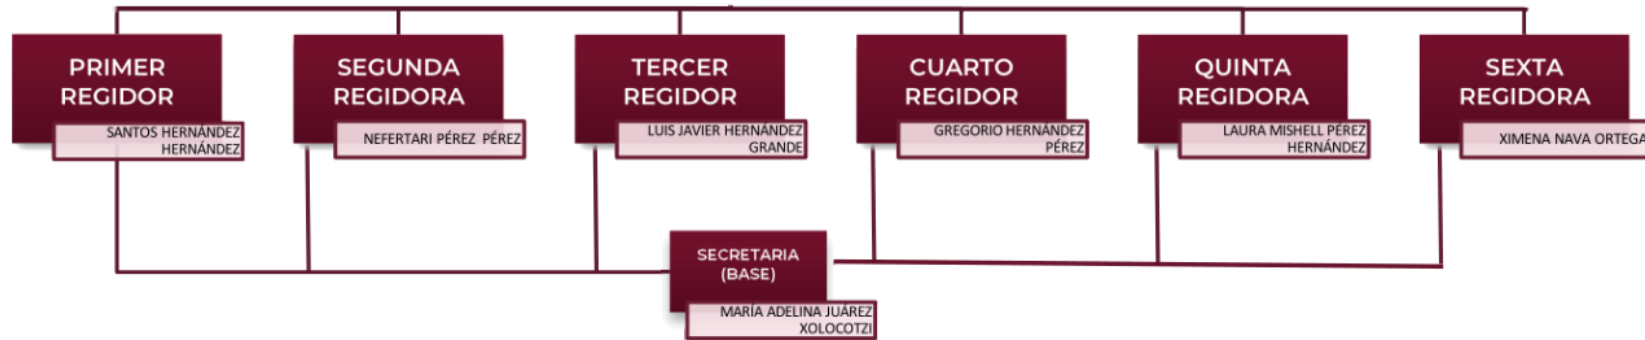 PRIMER
REGIDOR
SANTOS HERNÁNDEZ
HERNÁNDEZ
SEGUNDA
REGIDORA
NEFERTARI PÉREZ  PÉREZ
TERCER
REGIDOR
LUIS JAVIER HERNÁNDEZ
GRANDE
CUARTO
REGIDOR
GREGORIO HERNÁNDEZ
PÉREZ
QUINTA
REGIDORA
LAURA MISHELL PÉREZ
HERNÁNDEZ
SEXTA
REGIDORA
XIMENA NAVA ORTEGA
SECRETARIA
(BASE)
MARÍA ADELINA JUÁREZ
XOLOCOTZI